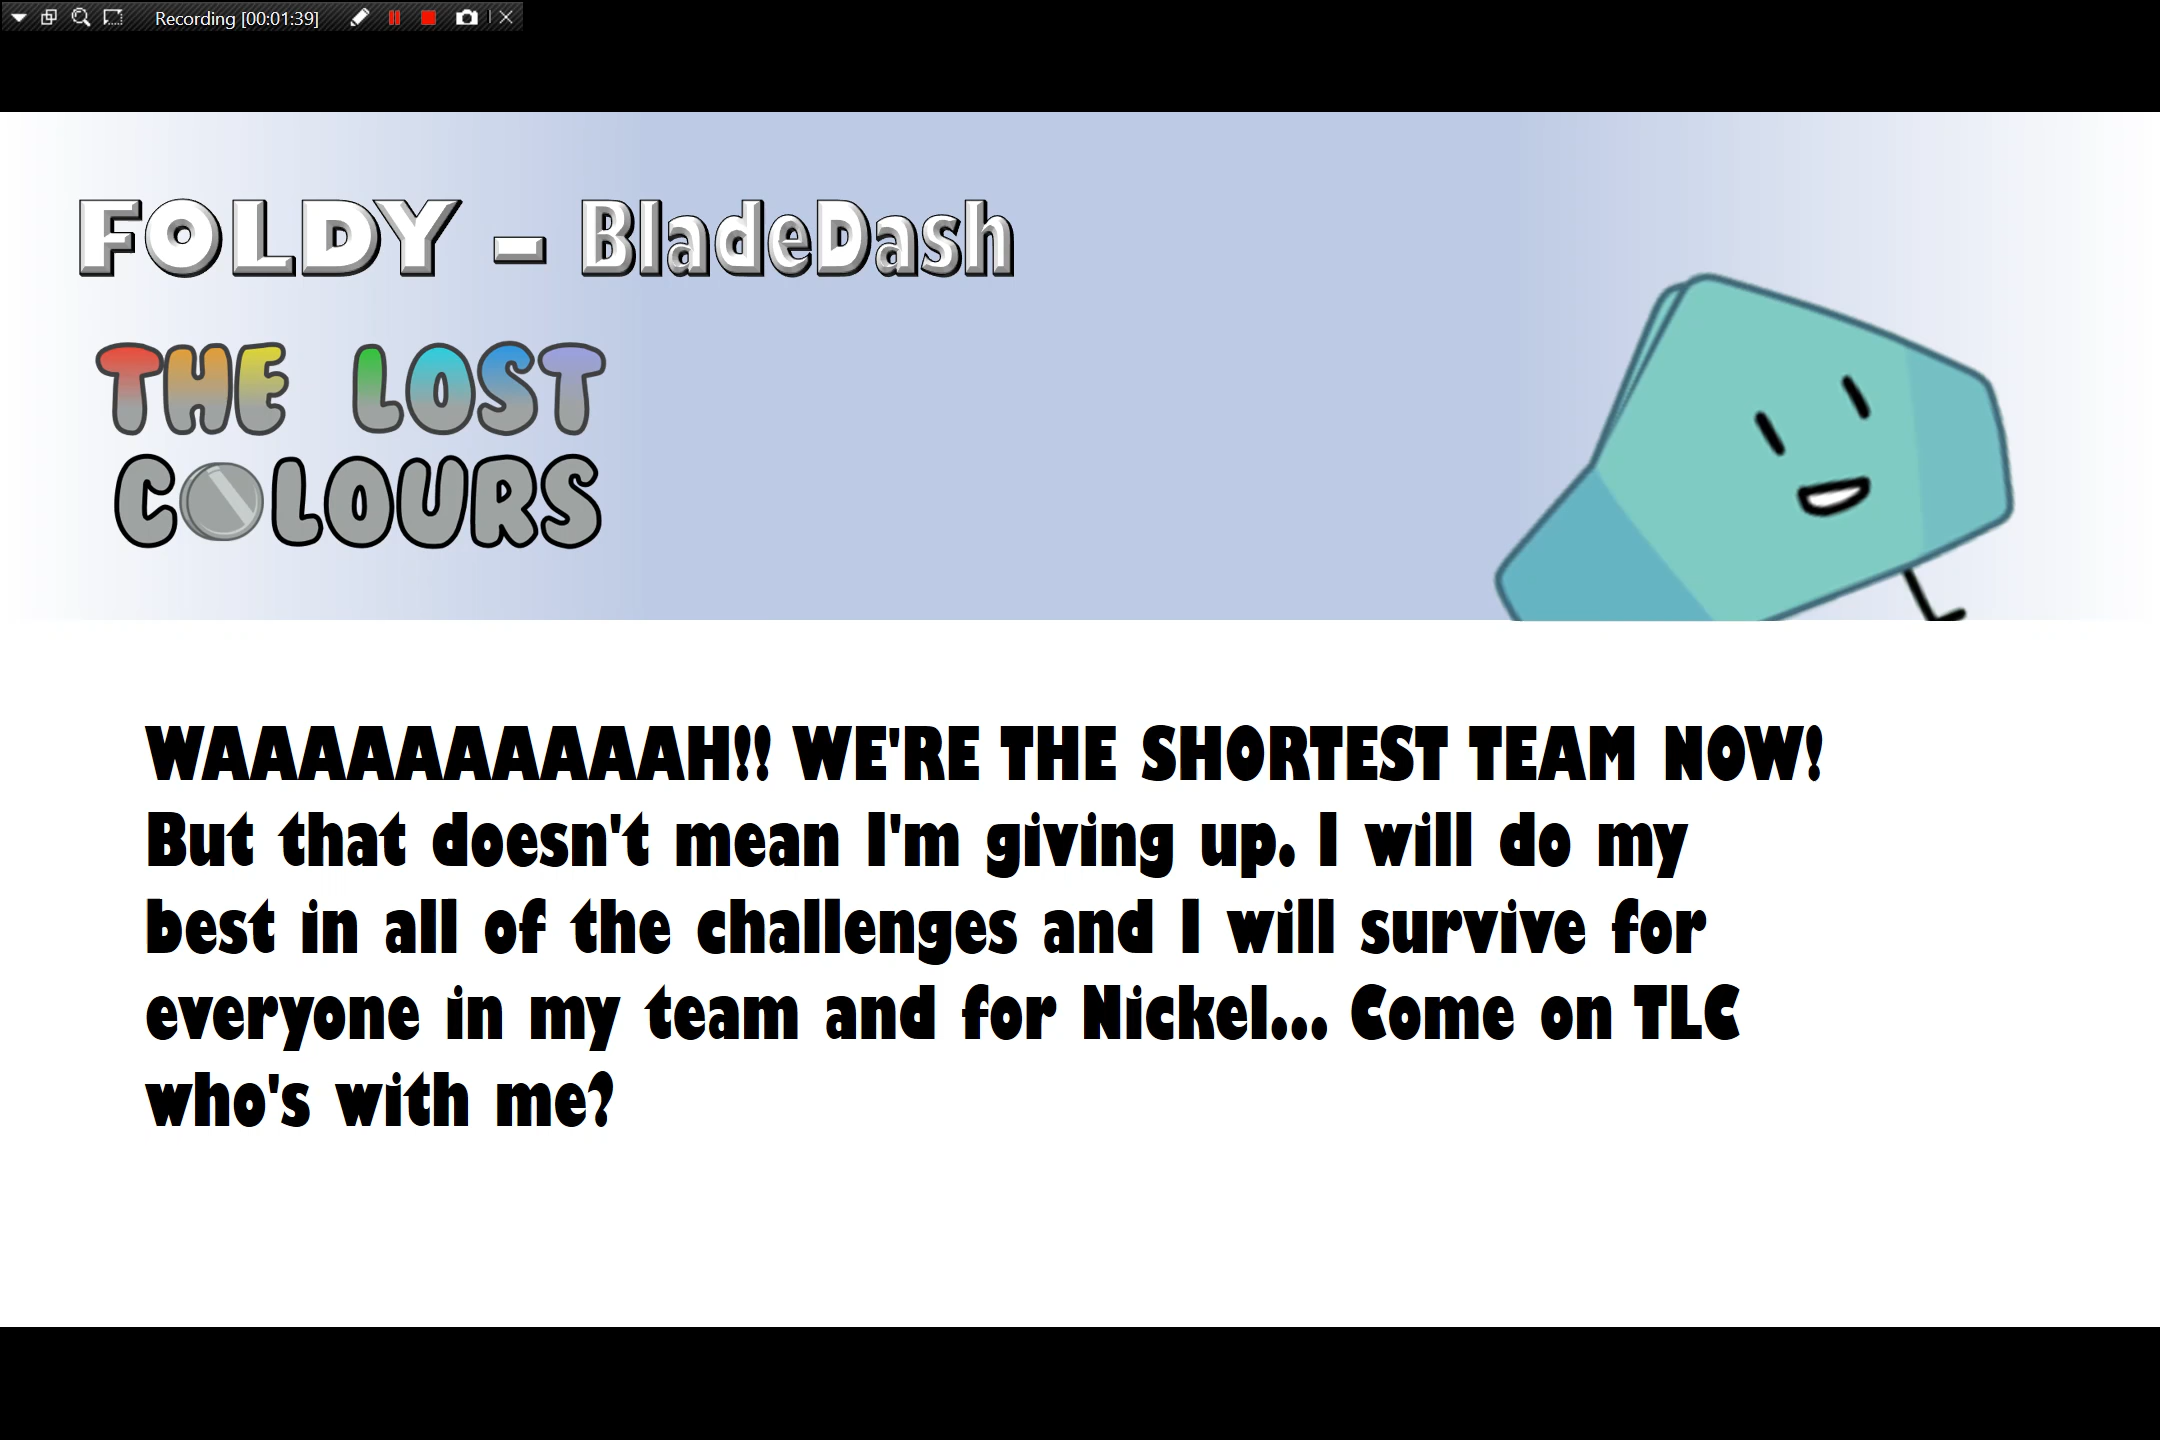 Recording [00:01:39]
FOLDY - BladeDash
THE LOST
COLOURS
WAAAAAAAAAAH!! WE'RE THE SHORTEST TEAM NOW!
But that doesn't mean I'm giving up. I will do my
best in all of the challenges and I will survive for
everyone in my team and for Nickel... Come on TLC
who's with me?